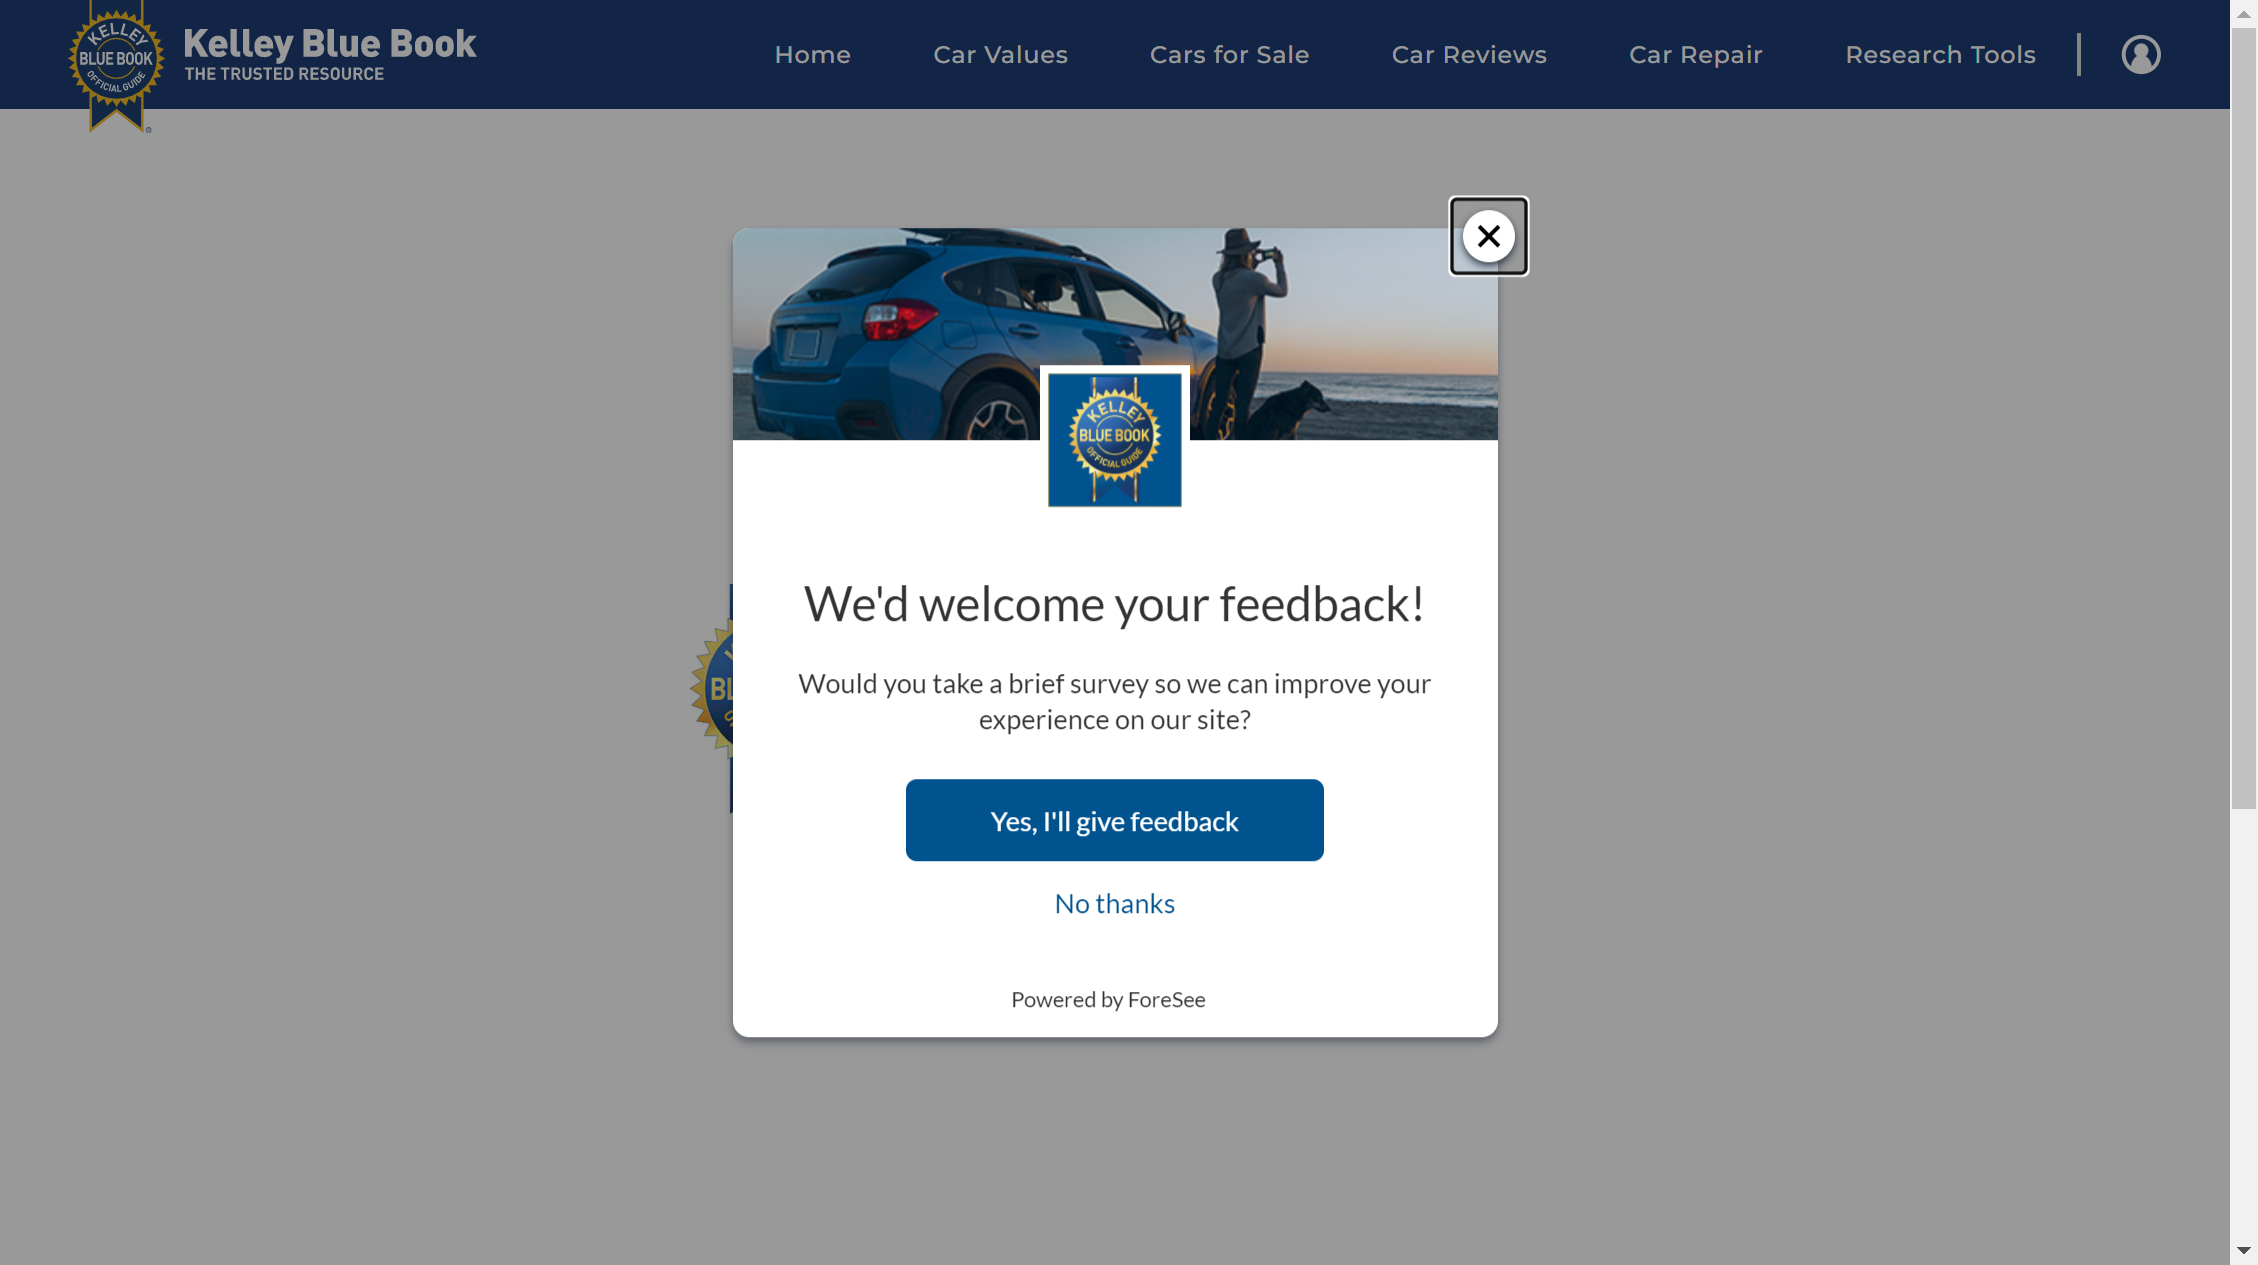 KELLEY
BLUE BOOK
OFFICIAL GUIDE
Kelley Blue Book
THE TRUSTED RESOURCE
Home
Car Values
Cars for Sale
Car Reviews
Car Repair
Research Tools
KELLEY
BLUE BOOK
OFFICIAL GUIDE
We'd welcome your feedback!
Would you take a brief survey so we can improve your
experience on our site?
Yes, I'll give feedback
No thanks
Powered by ForeSee